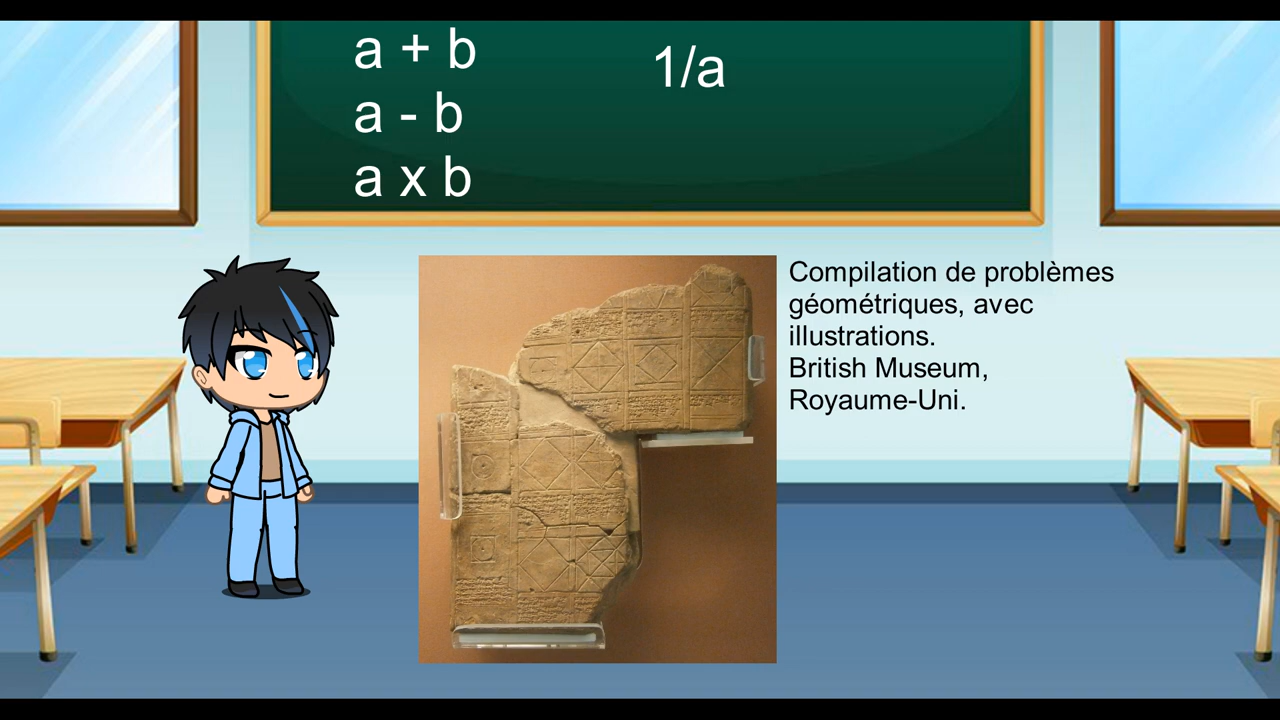 a + b
a - b
a x b
1/a
Compilation de problèmes
géométriques, avec
illustrations.
British Museum,
Royaume-Uni.